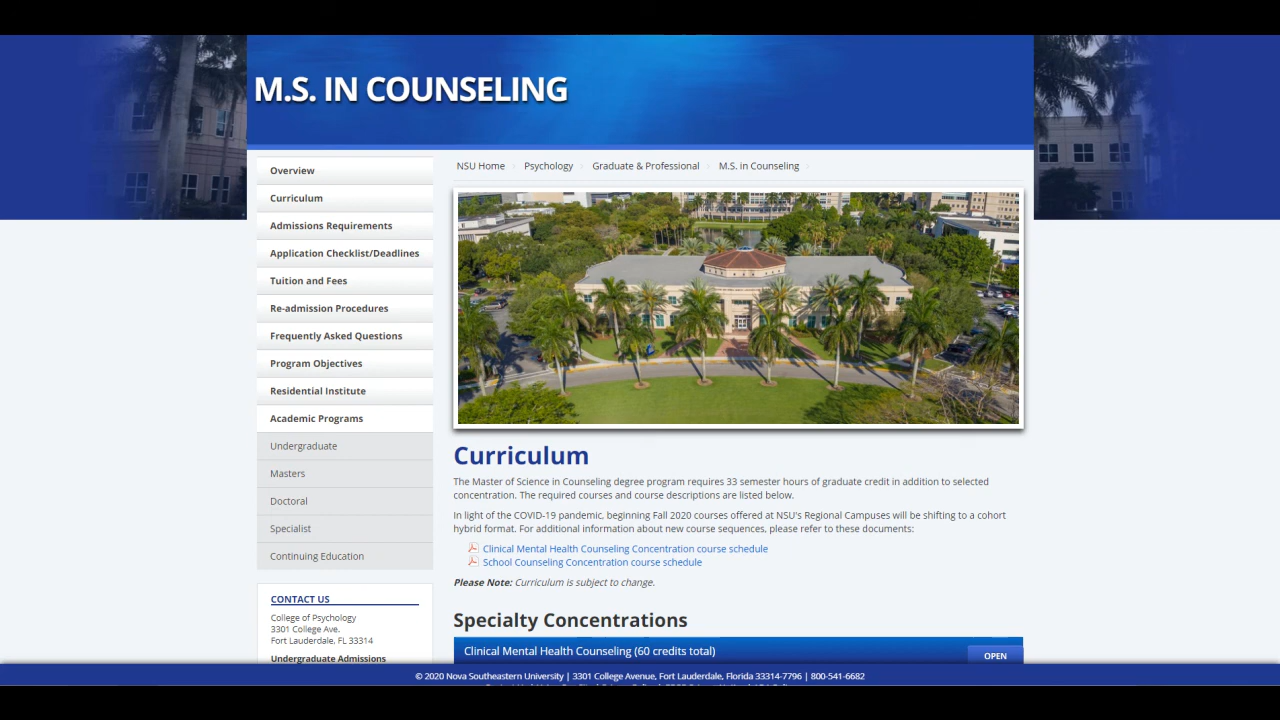 M.S. IN COUNSELING
NSU Home
Psychology
Graduate & Professional
M.S. in Counseling
Overview
Curriculum
Admissions Requirements
Application Checklist/Deadlines
Tuition and Fees
Re-admission Procedures
Frequently Asked Questions
Program Objectives
Residential Institute
Academic Programs
Undergraduate
Masters
Doctoral
Specialist
Continuing Education
CONTACT US
College of Psychology
3301 College Ave.
Fort Lauderdale, FL 33314
Undergraduate Admissions
Curriculum
The Master of Science in Counseling degree program requires 33 semester hours of graduate credit in addition to selected
concentration. The required courses and course descriptions are listed below.
In light of the COVID-19 pandemic, beginning Fall 2020 courses offered at NSU's Regional Campuses will be shifting to a cohort
hybrid format. For additional information about new course sequences, please refer to these documents:
Clinical Mental Health Counseling Concentration course schedule
School Counseling Concentration course schedule
Please Note: Curriculum is subject to change.
Specialty Concentrations
Clinical Mental Health Counseling (60 credits total)
OPEN
© 2020 Nova Southeastern University | 3301 College Avenue, Fort Lauderdale, Florida 33314-7796 | 800-541-6682